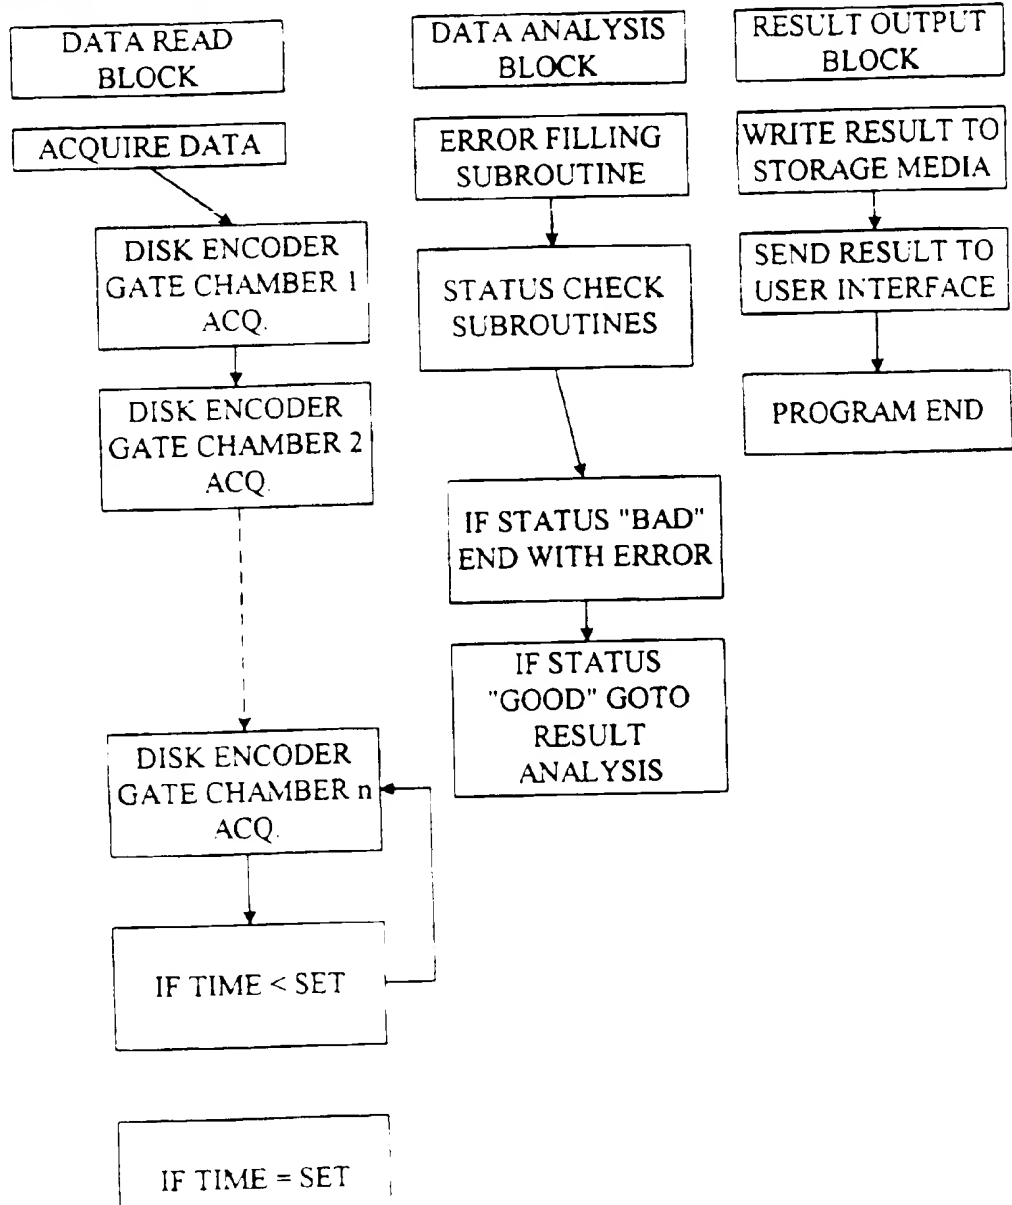 DATA READ
BLOCK
ACQUIRE DATA
DISK ENCODER
GATE CHAMBER 1
ACQ.
DISK ENCODER
GATE CHAMBER 2
ACQ.
DISK ENCODER
GATE CHAMBER n
ACQ.
IF TIME < SET
IF TIME = SET
DATA ANALYSIS
BLOCK
ERROR FILLING
SUBROUTINE
STATUS CHECK
SUBROUTINES
IF STATUS "BAD"
END WITH ERROR
IF STATUS
"GOOD" GOTO
RESULT
ANALYSIS
RESULT OUTPUT
BLOCK
WRITE RESULT TO
STORAGE MEDIA
SEND RESULT TO
USER INTERFACE
PROGRAM END